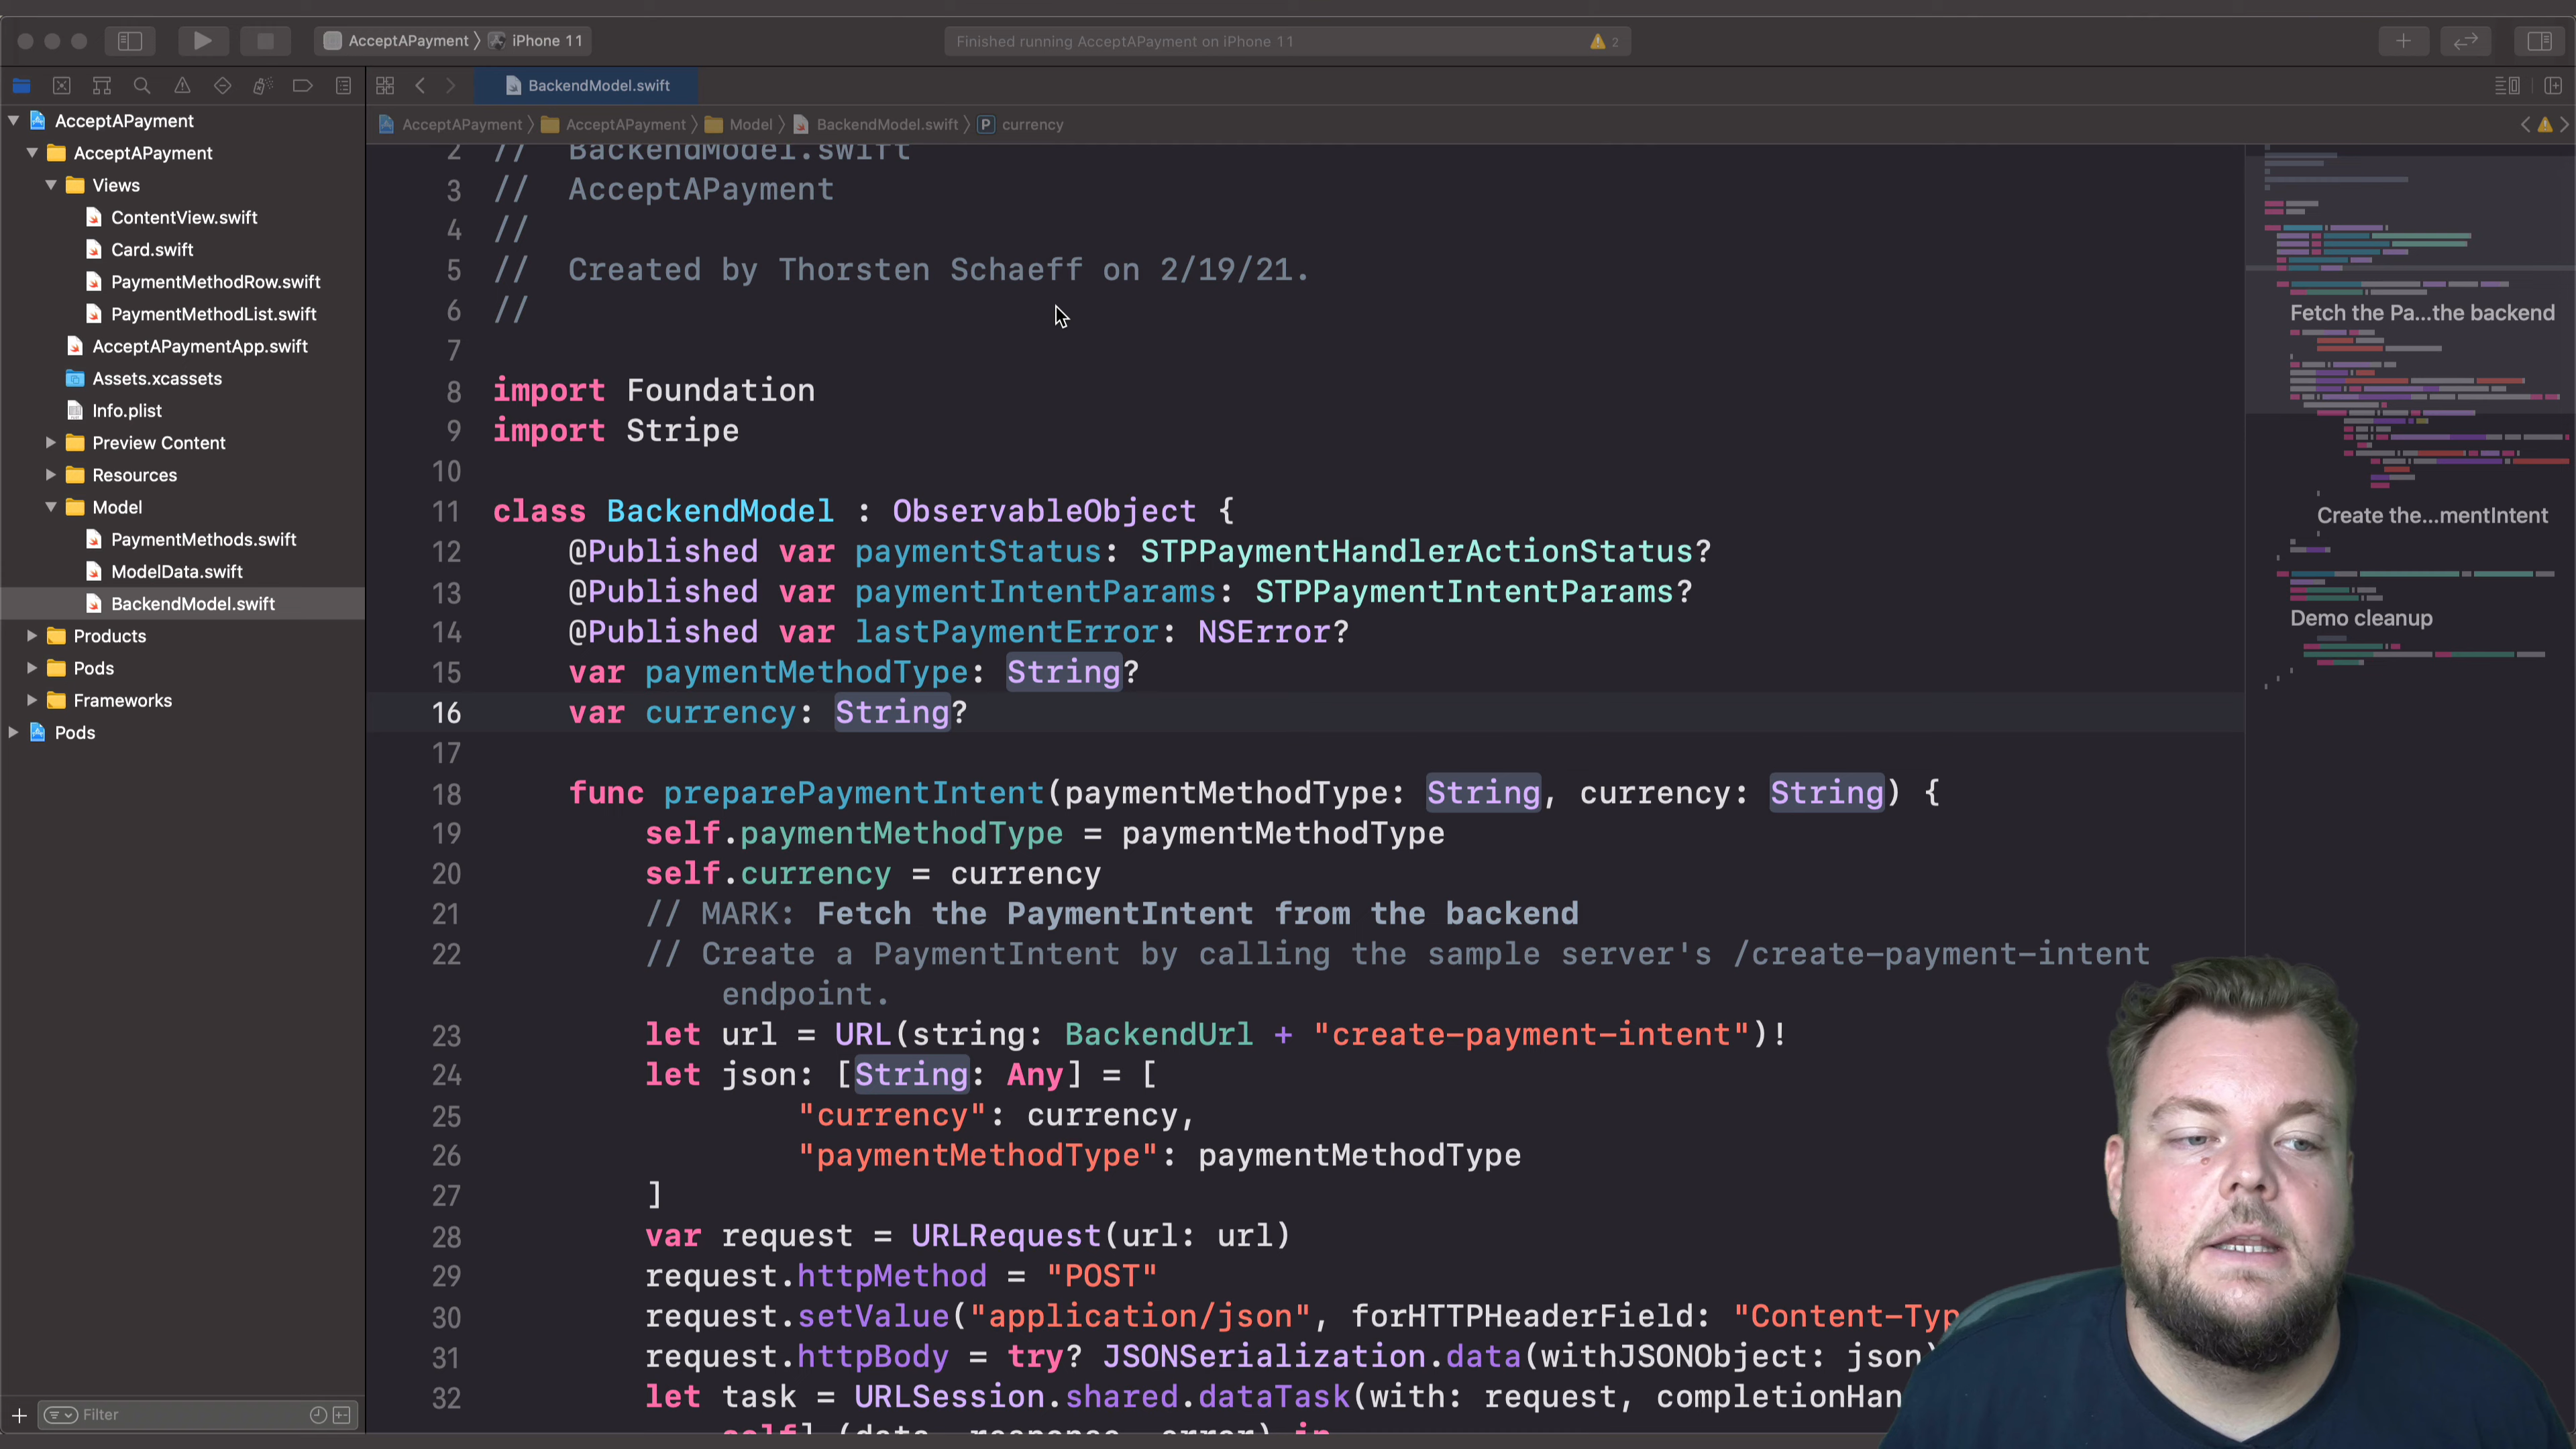 AcceptAPayment
iPhone 11
Finished running AcceptAPayment on iPhone 11
2
BackendModel.swift
AcceptAPayment
AcceptAPayment
Model
BackendModel.swift
P
currency
AcceptAPayment
AcceptAPayment
Views
ContentView.swift
Card.swift
PaymentMethodRow.swift
PaymentMethodList.swift
AcceptAPaymentApp.swift
Assets.xcassets
Info.plist
Preview Content
Resources
Model
PaymentMethods.swift
ModelData.swift
BackendModel.swift
Products
Pods
Frameworks
Pods
Filter
2 // BackendModel.swift
3 // AcceptAPayment
4 //
5 // Created by Thorsten Schaeff on 2/19/21.
6 //
7
8 import Foundation
9 import Stripe
10
11 class BackendModel : ObservableObject {
12 @Published var paymentStatus: STPPaymentHandlerActionStatus?
13 @Published var paymentIntentParams: STPPaymentIntentParams?
14 @Published var lastPaymentError: NSError?
15 var paymentMethodType: String?
16 var currency: String?
17
18 func preparePaymentIntent(paymentMethodType: String, currency: String) {
19 self.paymentMethodType = paymentMethodType
20 self.currency = currency
21 // MARK: Fetch the PaymentIntent from the backend
22 // Create a PaymentIntent by calling the sample server's /create-payment-intent
endpoint.
23 let url = URL(string: BackendUrl + "create-payment-intent")!
24 let json: [String: Any] = [
25 "currency": currency,
26 "paymentMethodType": paymentMethodType
27 ]
28 var request = URLRequest(url: url)
29 request.httpMethod = "POST"
30 request.setValue("application/json", forHTTPHeaderField: "Content-Typ
31 request.httpBody = try? JSONSerialization.data(withJSONObject: json)
32 let task = URLSession.shared.dataTask(with: request, completionHan
self] (data, response, error) in
Fetch the Pa...the backend
Create the...mentIntent
Demo cleanup